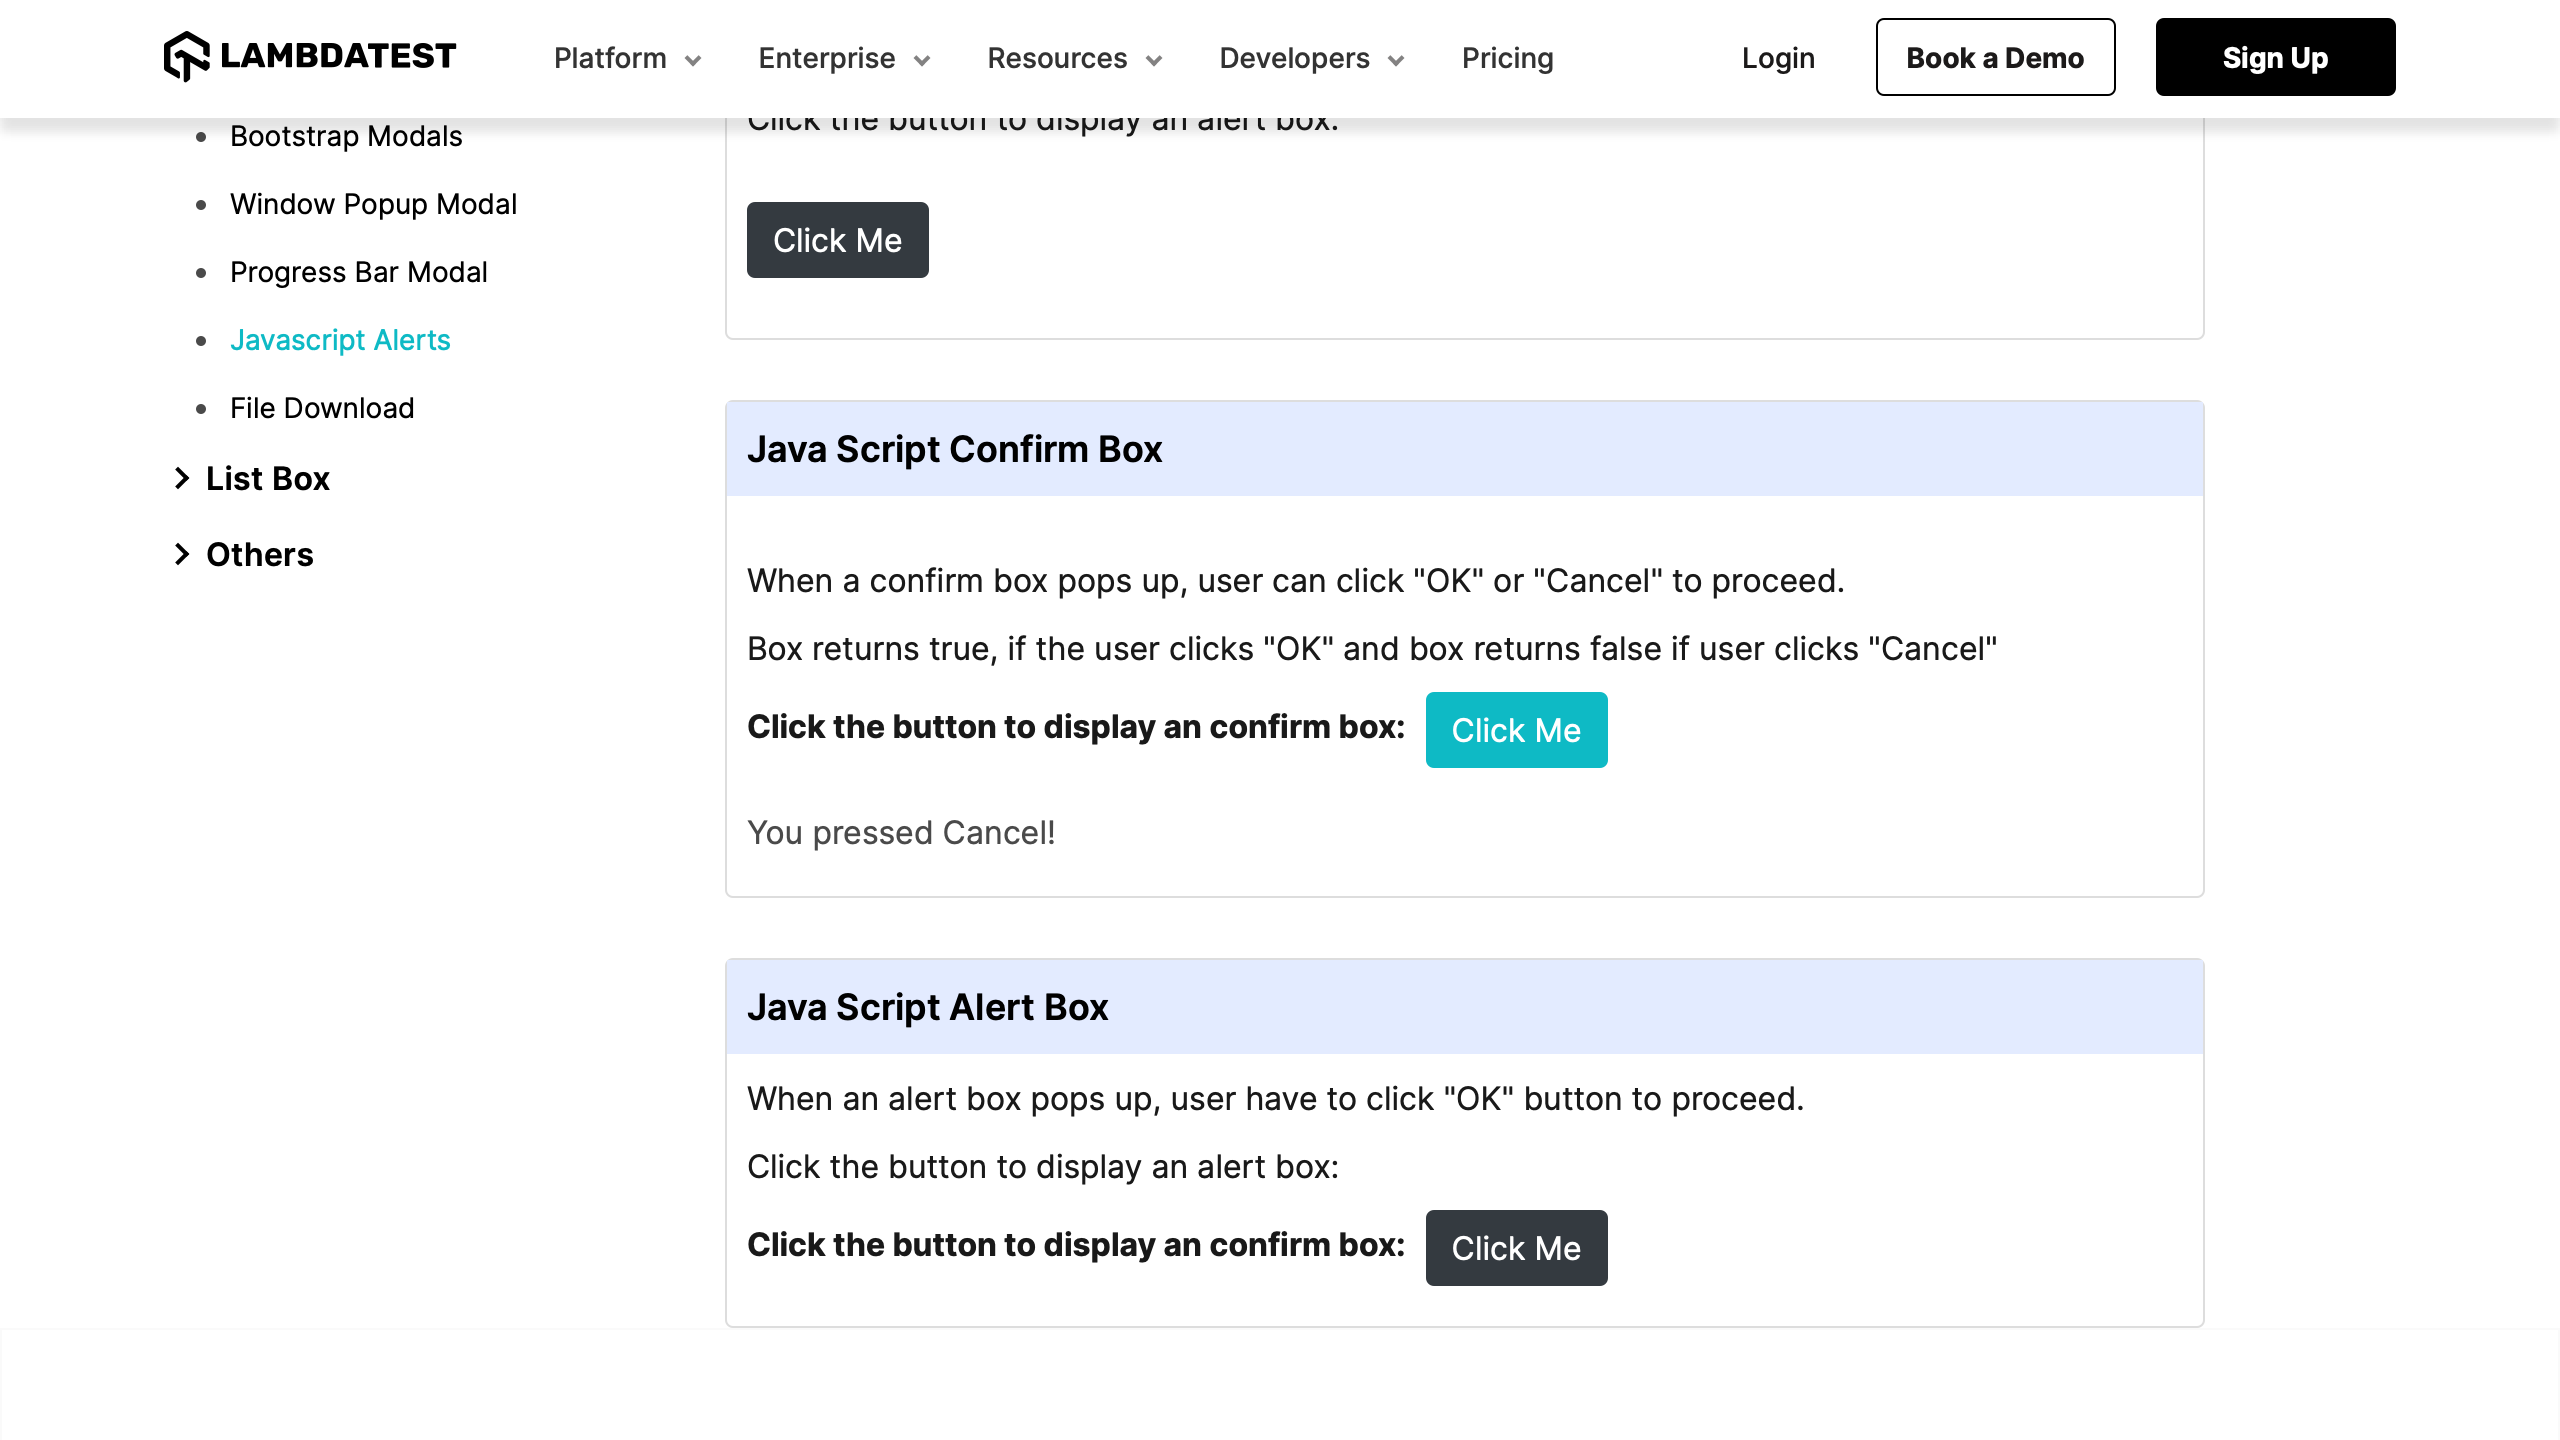 LAMBDATEST
Platform
Enterprise
Resources
Developers
Pricing
Login
Book a Demo
Sign Up
Bootstrap Modals
Window Popup Modal
Progress Bar Modal
Javascript Alerts
File Download
List Box
Others
Click the button to display an alert box:
Click Me
Java Script Confirm Box
When a confirm box pops up, user can click "OK" or "Cancel" to proceed.
Box returns true, if the user clicks "OK" and box returns false if user clicks "Cancel"
Click the button to display an confirm box: Click Me
You pressed Cancel!
Java Script Alert Box
When an alert box pops up, user have to click "OK" button to proceed.
Click the button to display an alert box:
Click the button to display an confirm box: Click Me